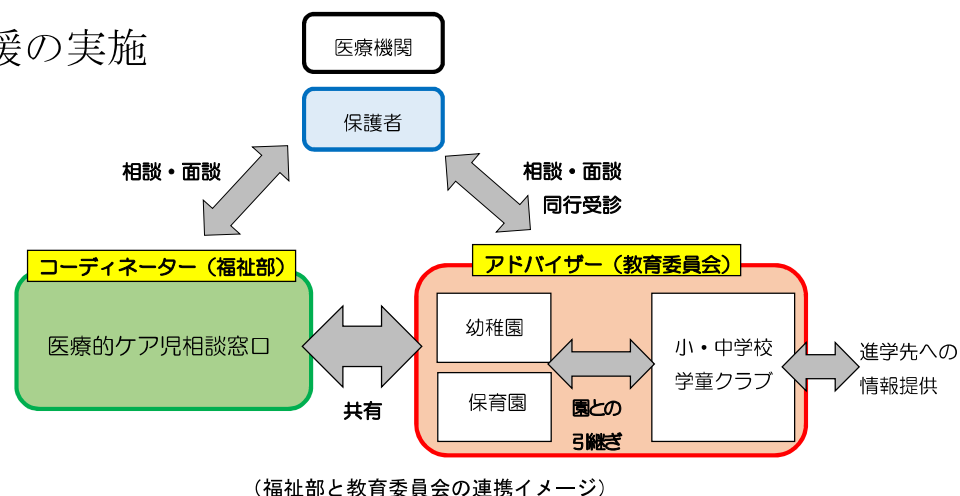 援の実施
医療機関
保護者
相談・面談
相談・面談
同行受診
コーディネーター（福祉部）
アドバイザー（教育委員会）
医療的ケア児相談窓口
共有
幼稚園
保育園
園との
引継ぎ
小・中学校
学童クラブ
進学先への
情報提供
（福祉部と教育委員会の連携イメージ）